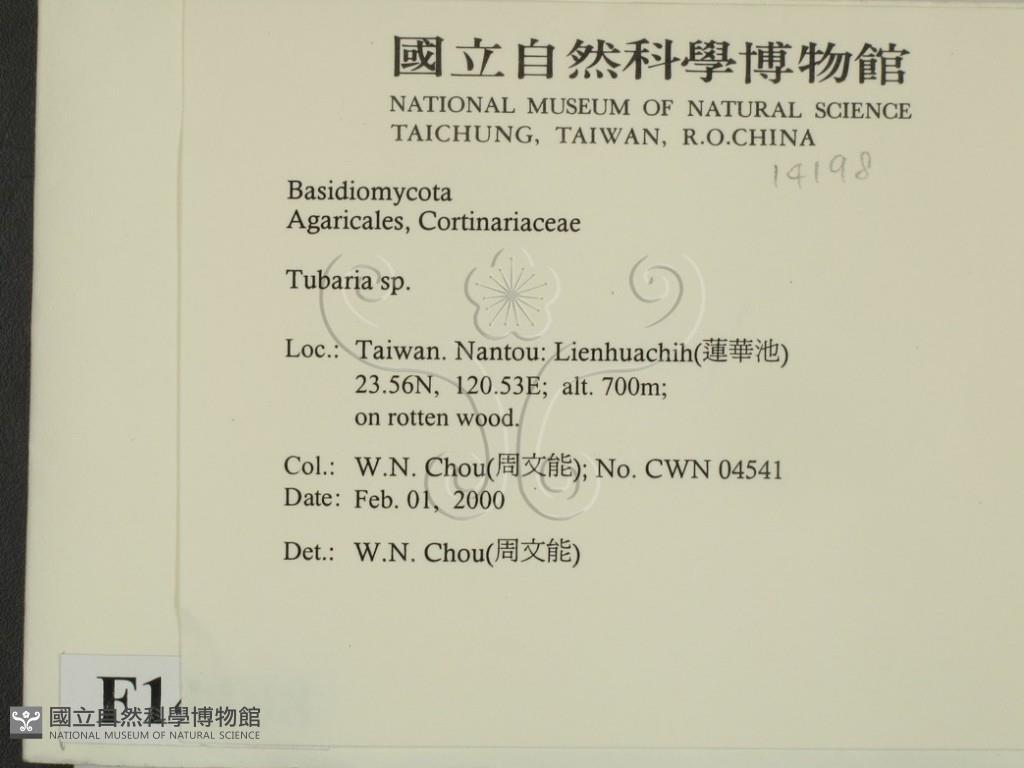 國立自然科學博物館
NATIONAL MUSEUM OF NATURAL SCIENCE
TAICHUNG, TAIWAN, R.O.CHINA
14198
Basidiomycota
Agaricales, Cortinariaceae
Tubaria sp.
Loc.: Taiwan. Nantou: Lienhuachih(蓮華池)
23.56N, 120.53E; alt. 700m;
on rotten wood.
Col.: W.N. Chou(周文能); No. CWN 04541
Date: Feb. 01, 2000
Det.: W.N. Chou(周文能)
國立自然科學博物館
NATIONAL MUSEUM OF NATURAL SCIENCE